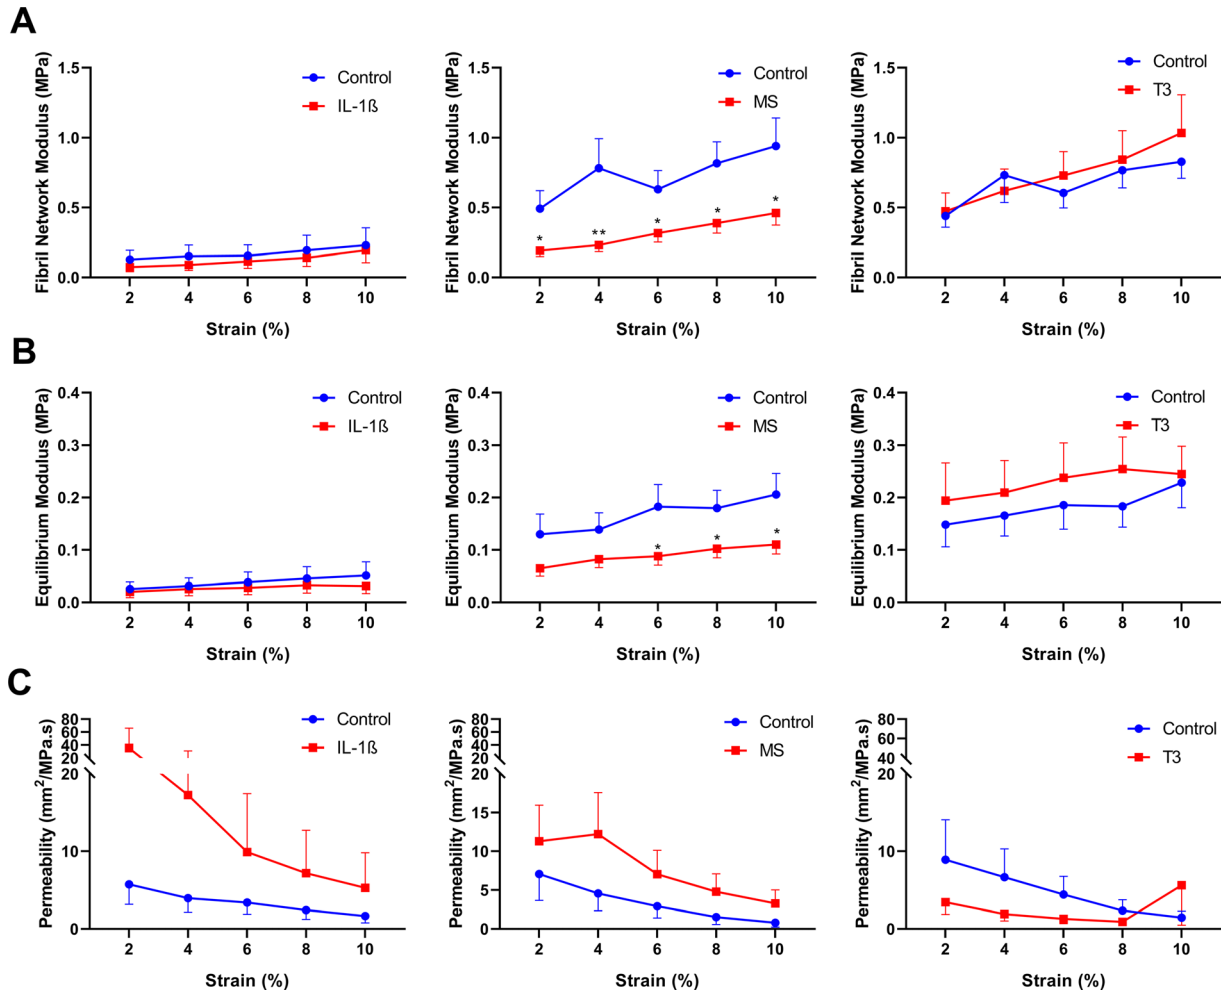 A
Fibril Network Modulus (MPa)
1.5
1.0
0.5
0.0
Control
IL-1ß
2 4 6 8 10
Strain (%)
Fibril Network Modulus (MPa)
1.5
1.0
0.5
0.0
Control
MS
* ** * * *
2 4 6 8 10
Strain (%)
Fibril Network Modulus (MPa)
1.5
1.0
0.5
0.0
Control
T3
2 4 6 8 10
Strain (%)
B
Equilibrium Modulus (MPa)
0.4
0.3
0.2
0.1
0.0
Control
IL-1ß
2 4 6 8 10
Strain (%)
Equilibrium Modulus (MPa)
0.4
0.3
0.2
0.1
0.0
Control
MS
* * *
2 4 6 8 10
Strain (%)
Equilibrium Modulus (MPa)
0.4
0.3
0.2
0.1
0.0
Control
T3
2 4 6 8 10
Strain (%)
C
Permeability (mm²/MPa.s)
80
60
40
20
20
10
0
Control
IL-1ß
2 4 6 8 10
Strain (%)
Permeability (mm²/MPa.s)
80
60
40
20
20
15
10
5
0
Control
MS
2 4 6 8 10
Strain (%)
Permeability (mm²/MPa.s)
80
60
40
20
20
10
0
Control
T3
2 4 6 8 10
Strain (%)